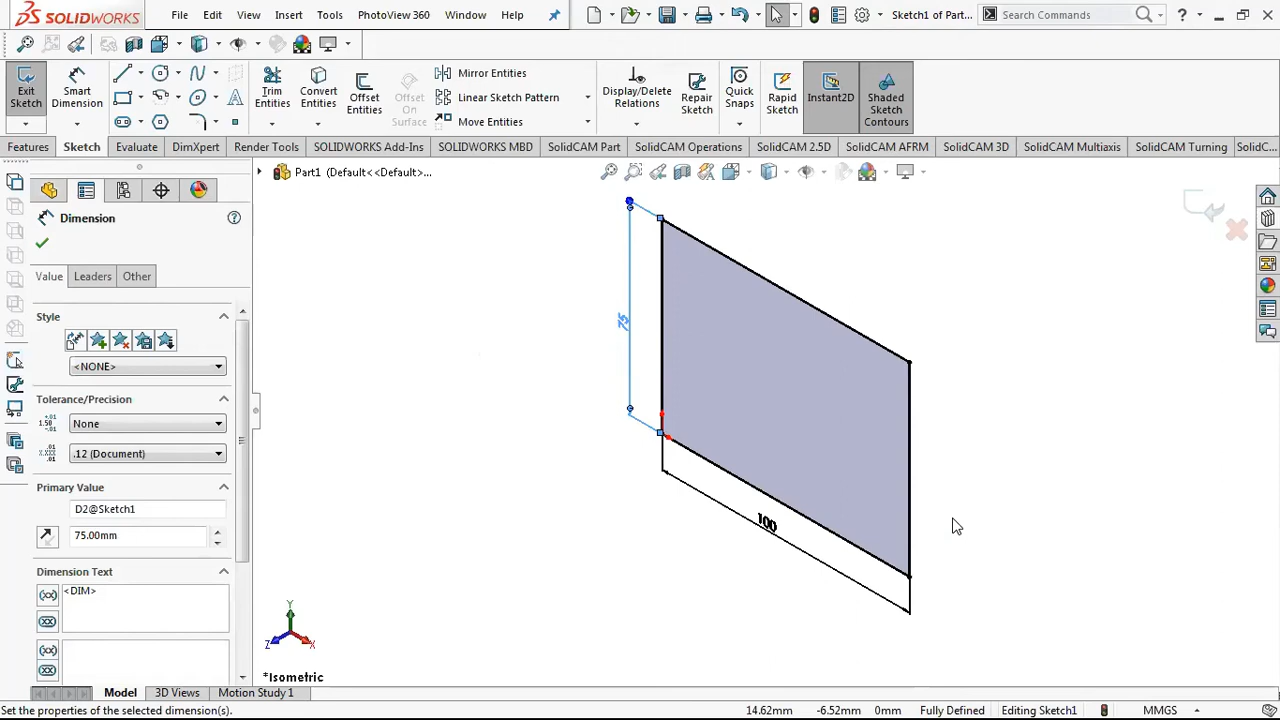 SOLIDWORKS File Edit View Insert Tools PhotoView 360 Window Help Sketch1 of Part... Search Commands ?
Exit Sketch
Smart Dimension
Trim Entities
Convert Entities
Offset Entities
Offset On Surface
Mirror Entities
Linear Sketch Pattern
Move Entities
Display/Delete Relations
Repair Sketch
Quick Snaps
Rapid Sketch
Instant2D
Shaded Sketch Contours
Features Sketch Evaluate DimXpert Render Tools SOLIDWORKS Add-Ins SOLIDWORKS MBD SolidCAM Part SolidCAM Operations SolidCAM 2.5D SolidCAM AFRM SolidCAM 3D SolidCAM Multiaxis SolidCAM Turning SolidC...
Part1 (Default<<Default>...
Dimension
Value Leaders Other
Style
<NONE>
Tolerance/Precision
None
.12 (Document)
Primary Value
D2@Sketch1
75.00mm
Dimension Text
<DIM>
75
100
Y
Z
X
*Isometric
Model 3D Views Motion Study 1
Set the properties of the selected dimension(s). 14.62mm -6.52mm 0mm Fully Defined Editing Sketch1 MMGS